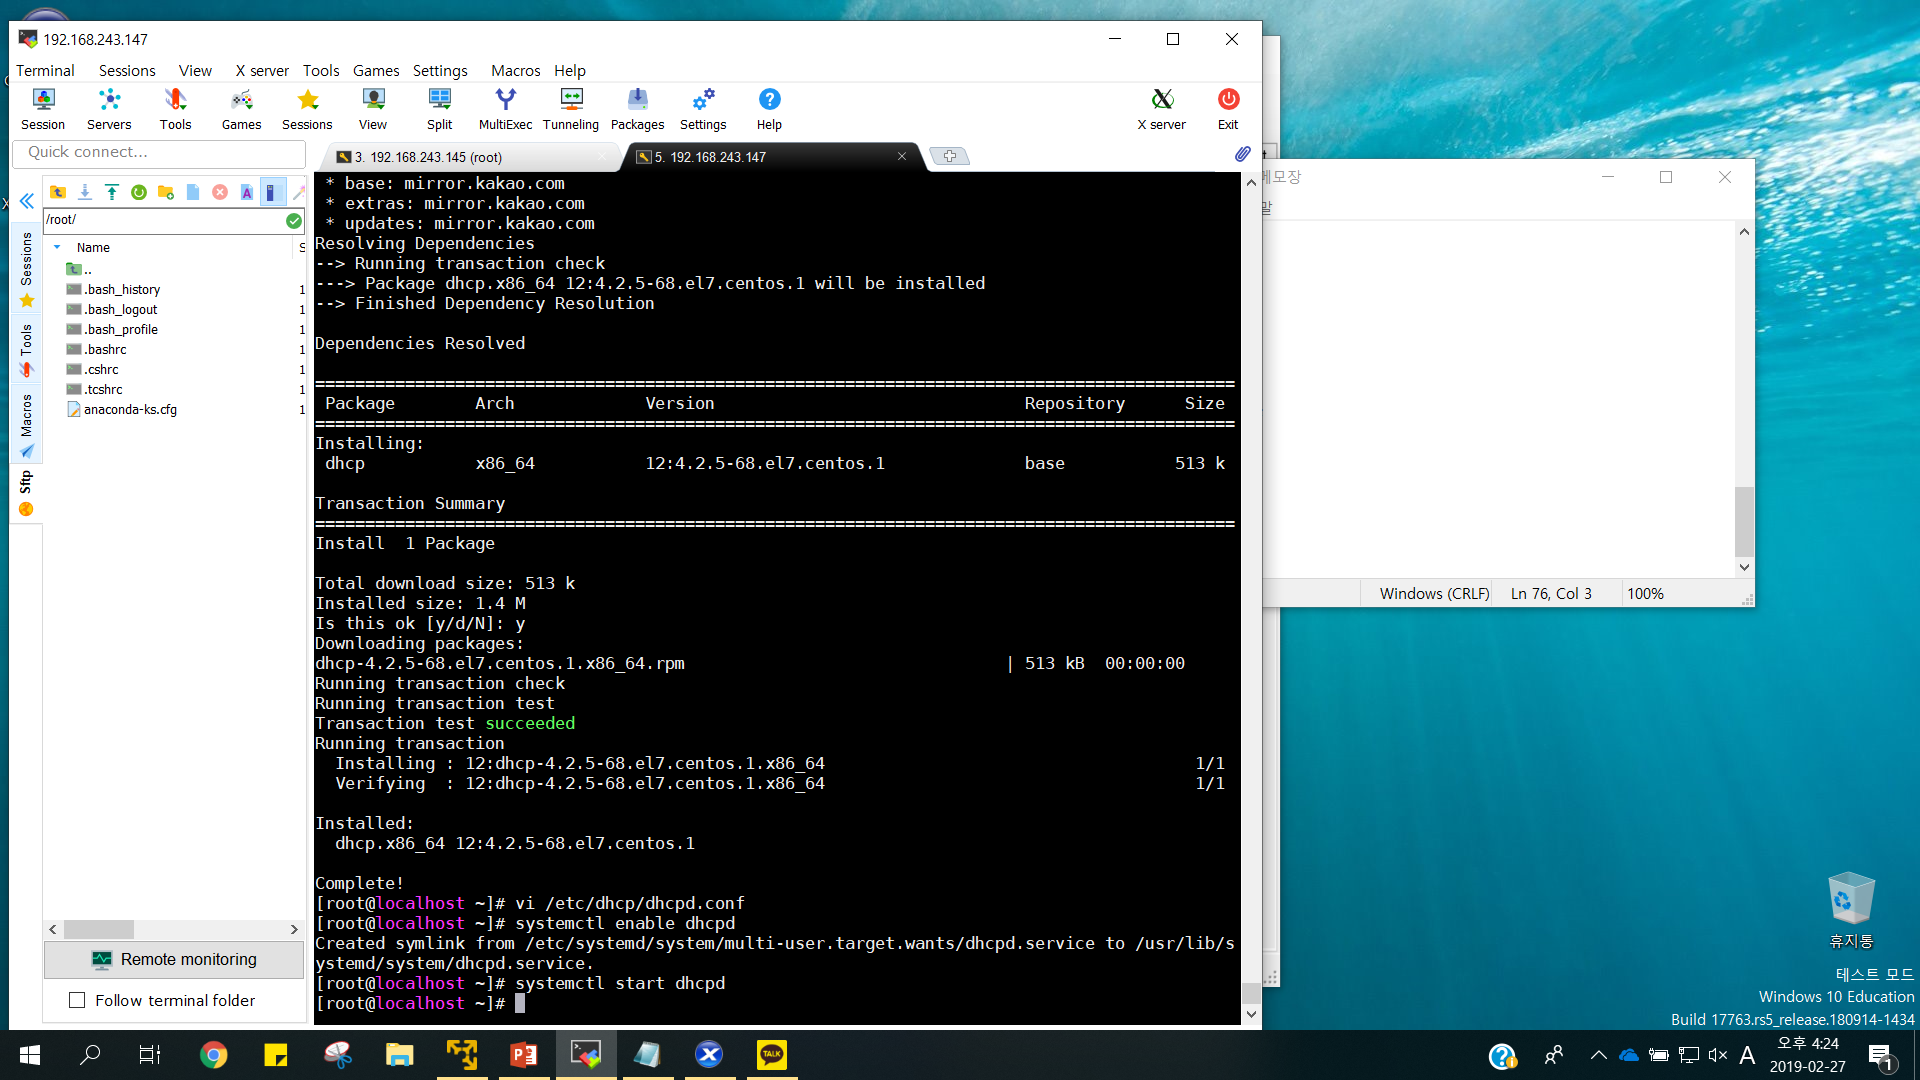 192.168.243.147
Terminal Sessions View X server Tools Games Settings Macros Help
Session Servers Tools Games Sessions View Split MultiExec Tunneling Packages Settings Help X server Exit
Quick connect...
3. 192.168.243.145 (root)
5. 192.168.243.147
/root/
Name S
..
.bash_history 1
.bash_logout 1
.bash_profile 1
.bashrc 1
.cshrc 1
.tcshrc 1
anaconda-ks.cfg 1
Sessions
Tools
Macros
Sftp
Remote monitoring
Follow terminal folder
* base: mirror.kakao.com
* extras: mirror.kakao.com
* updates: mirror.kakao.com
Resolving Dependencies
--> Running transaction check
---> Package dhcp.x86_64 12:4.2.5-68.el7.centos.1 will be installed
--> Finished Dependency Resolution
Dependencies Resolved
============================================================================================
Package Arch Version Repository Size
============================================================================================
Installing:
dhcp x86_64 12:4.2.5-68.el7.centos.1 base 513 k
Transaction Summary
============================================================================================
Install  1 Package
Total download size: 513 k
Installed size: 1.4 M
Is this ok [y/d/N]: y
Downloading packages:
dhcp-4.2.5-68.el7.centos.1.x86_64.rpm | 513 kB  00:00:00
Running transaction check
Running transaction test
Transaction test succeeded
Running transaction
Installing : 12:dhcp-4.2.5-68.el7.centos.1.x86_64 1/1
Verifying  : 12:dhcp-4.2.5-68.el7.centos.1.x86_64 1/1
Installed:
dhcp.x86_64 12:4.2.5-68.el7.centos.1
Complete!
[root@localhost ~]# vi /etc/dhcp/dhcpd.conf
[root@localhost ~]# systemctl enable dhcpd
Created symlink from /etc/systemd/system/multi-user.target.wants/dhcpd.service to /usr/lib/s
ystemd/system/dhcpd.service.
[root@localhost ~]# systemctl start dhcpd
[root@localhost ~]#
메모장
말
Windows (CRLF) Ln 76, Col 3 100%
휴지통
테스트 모드
Windows 10 Education
Build 17763.rs5_release.180914-1434
TALK
A
오후 4:24
2019-02-27
1